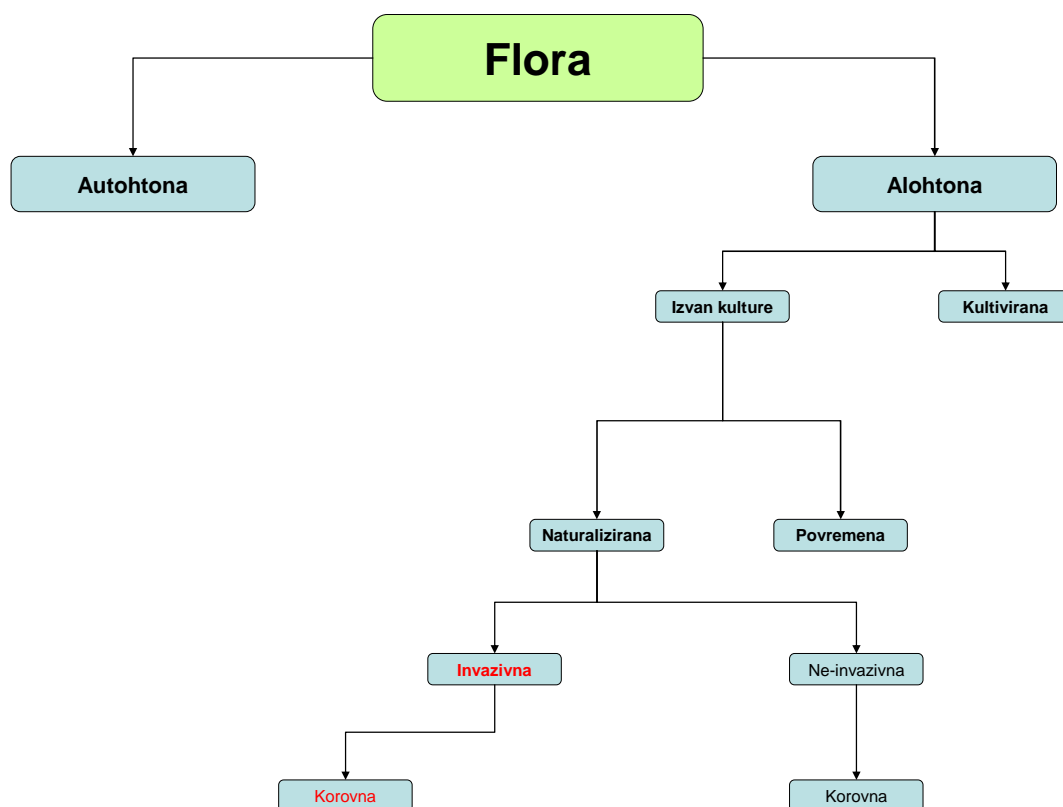 Flora
Autohtona
Alohtona
Izvan kulture
Kultivirana
Naturalizirana
Povremena
Invazivna
Ne-invazivna
Korovna
Korovna